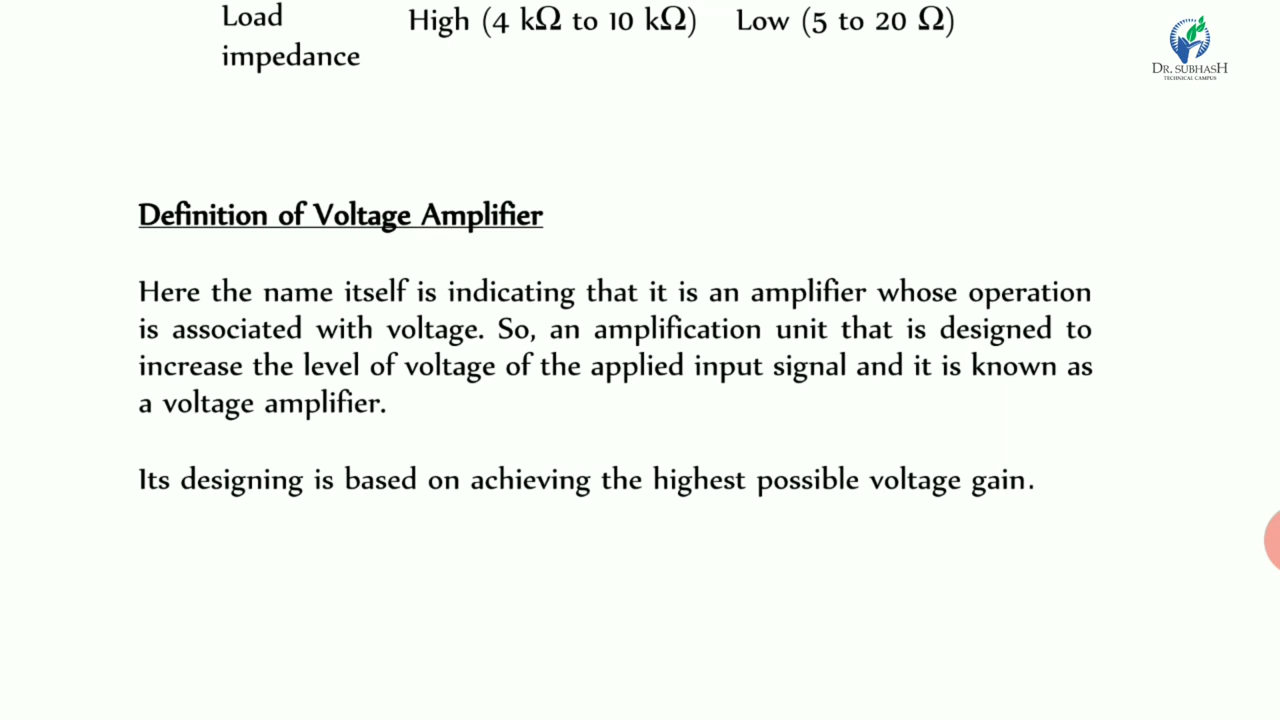 Load High (4 kΩ to 10 kΩ) Low (5 to 20 Ω)
impedance
DR. SUBHASH
TECHNICAL CAMPUS
Definition of Voltage Amplifier
Here the name itself is indicating that it is an amplifier whose operation
is associated with voltage. So, an amplification unit that is designed to
increase the level of voltage of the applied input signal and it is known as
a voltage amplifier.
Its designing is based on achieving the highest possible voltage gain.